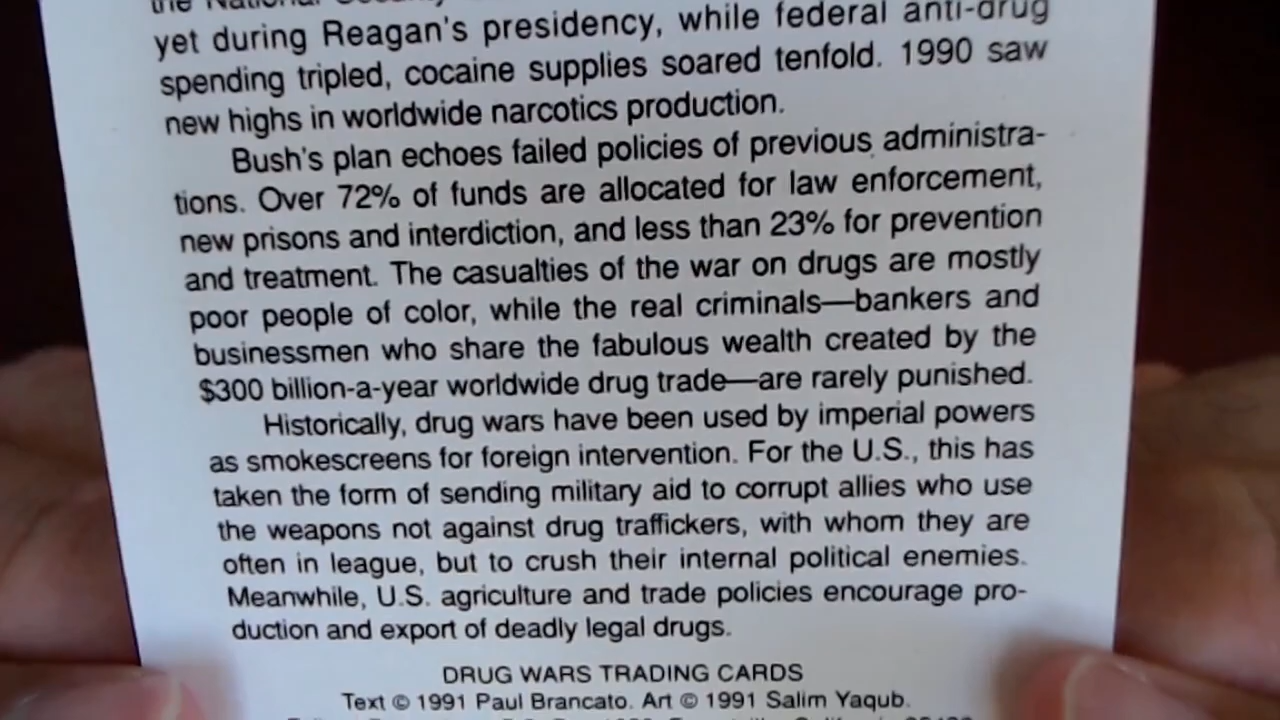 the National
yet during Reagan's presidency, while federal anti-drug
spending tripled, cocaine supplies soared tenfold. 1990 saw
new highs in worldwide narcotics production.
Bush's plan echoes failed policies of previous administra-
tions. Over 72% of funds are allocated for law enforcement,
new prisons and interdiction, and less than 23% for prevention
and treatment. The casualties of the war on drugs are mostly
poor people of color, while the real criminals—bankers and
businessmen who share the fabulous wealth created by the
$300 billion-a-year worldwide drug trade—are rarely punished.
Historically, drug wars have been used by imperial powers
as smokescreens for foreign intervention. For the U.S., this has
taken the form of sending military aid to corrupt allies who use
the weapons not against drug traffickers, with whom they are
often in league, but to crush their internal political enemies.
Meanwhile, U.S. agriculture and trade policies encourage pro-
duction and export of deadly legal drugs.
DRUG WARS TRADING CARDS
Text © 1991 Paul Brancato. Art © 1991 Salim Yaqub.